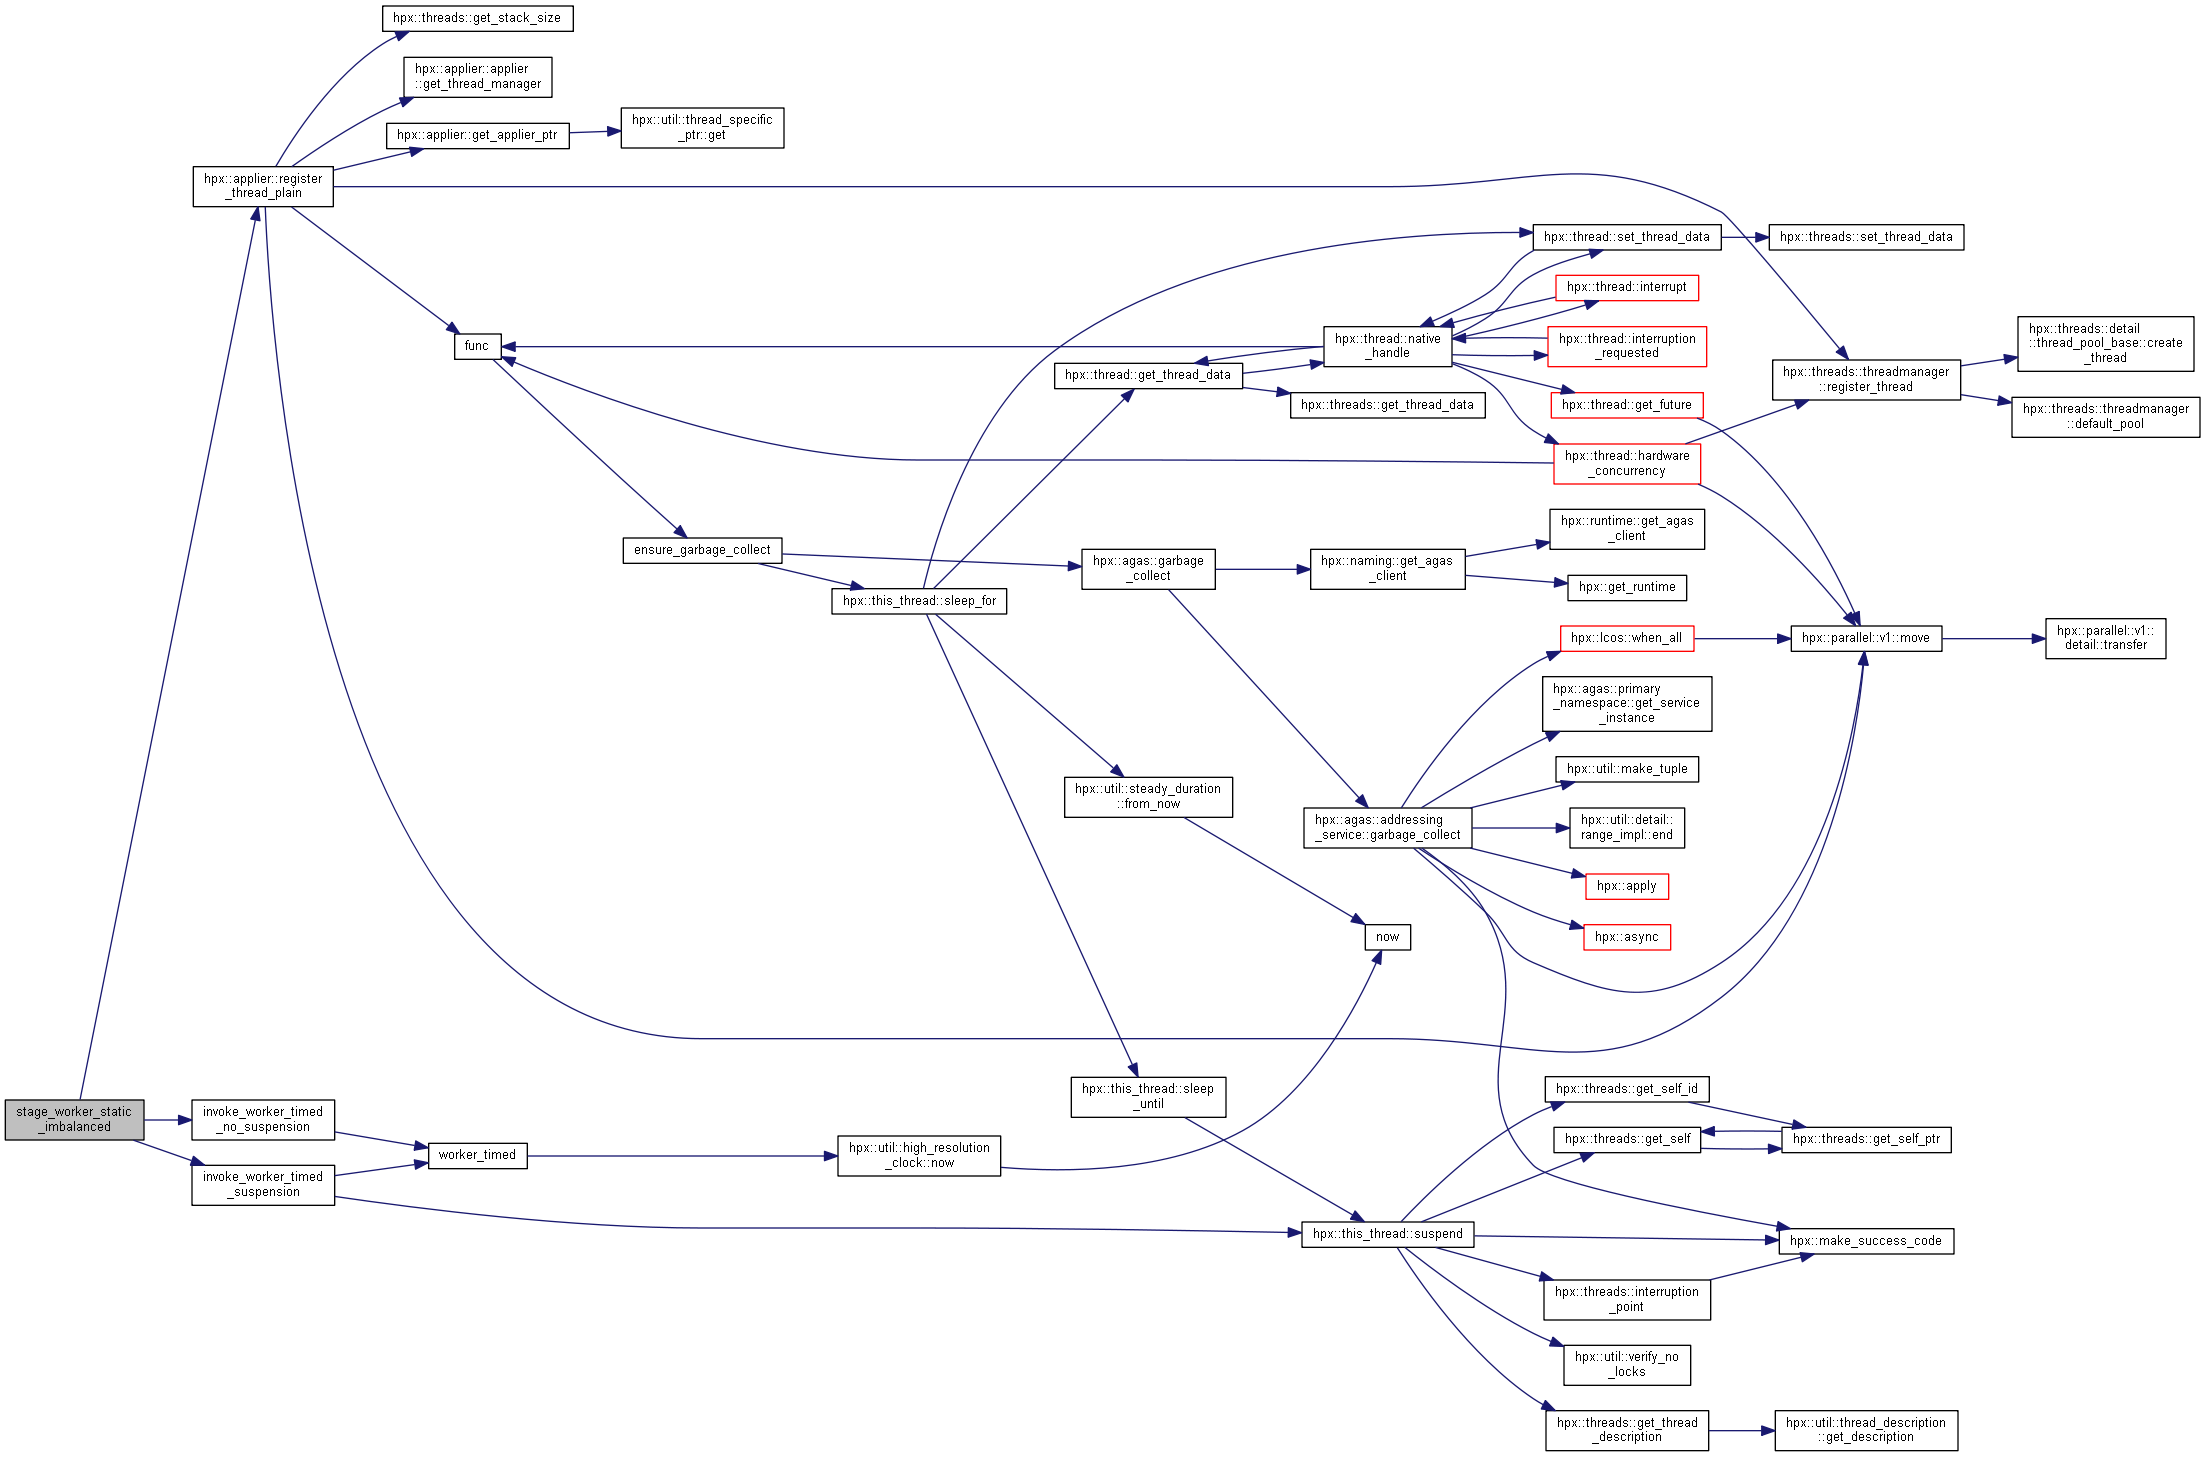 hpx::threads::get_stack_size
hpx::applier::applier
::get_thread_manager
hpx::applier::get_applier_ptr
hpx::util::thread_specific
_ptr::get
hpx::applier::register
_thread_plain
hpx::thread::set_thread_data
hpx::threads::set_thread_data
hpx::thread::interrupt
func
hpx::thread::native
_handle
hpx::thread::interruption
_requested
hpx::threads::detail
::thread_pool_base::create
_thread
hpx::thread::get_thread_data
hpx::threads::get_thread_data
hpx::thread::get_future
hpx::threads::threadmanager
::register_thread
hpx::threads::threadmanager
::default_pool
hpx::thread::hardware
_concurrency
ensure_garbage_collect
hpx::this_thread::sleep_for
hpx::agas::garbage
_collect
hpx::naming::get_agas
_client
hpx::runtime::get_agas
_client
hpx::get_runtime
hpx::lcos::when_all
hpx::parallel::v1::move
hpx::parallel::v1::
detail::transfer
hpx::agas::primary
_namespace::get_service
_instance
hpx::util::make_tuple
hpx::util::steady_duration
::from_now
hpx::agas::addressing
_service::garbage_collect
hpx::util::detail::
range_impl::end
hpx::apply
hpx::async
now
hpx::this_thread::sleep
_until
stage_worker_static
_imbalanced
invoke_worker_timed
_no_suspension
invoke_worker_timed
_suspension
worker_timed
hpx::util::high_resolution
_clock::now
hpx::threads::get_self_id
hpx::threads::get_self
hpx::threads::get_self_ptr
hpx::this_thread::suspend
hpx::make_success_code
hpx::threads::interruption
_point
hpx::util::verify_no
_locks
hpx::threads::get_thread
_description
hpx::util::thread_description
::get_description